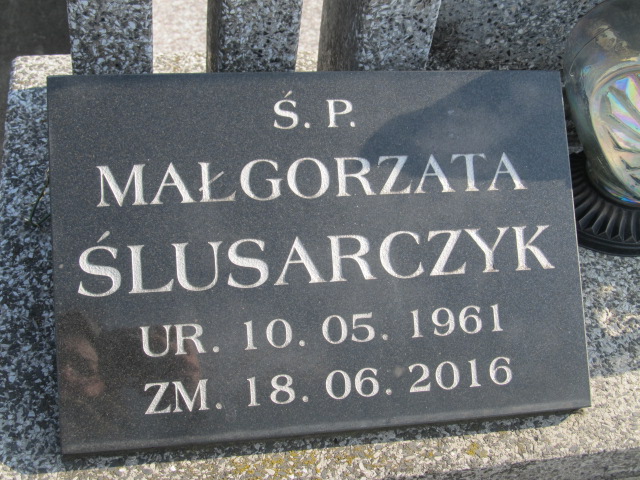 Ś. P.
MAŁGORZATA
ŚLUSARCZYK
UR. 10. 05. 1961
ZM. 18. 06. 2016